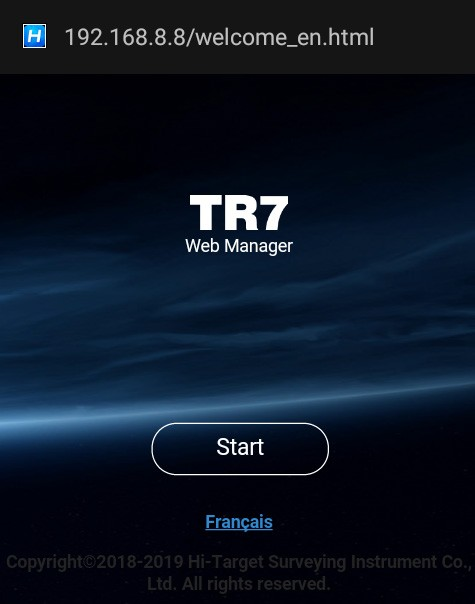 H 192.168.8.8/welcome_en.html
TR7
Web Manager
Start
Français
Copyright©2018-2019 Hi-Target Surveying Instrument Co.,
Ltd. All rights reserved.